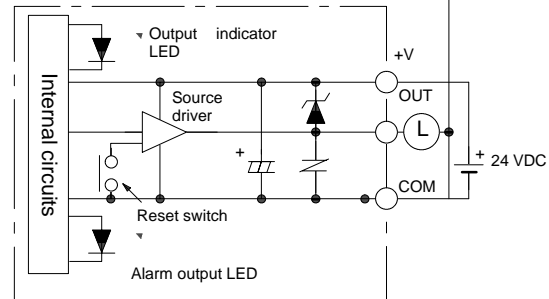 Output indicator
LED
+V
Internal circuits
Source
driver
OUT
L
+
+
24 VDC
COM
Reset switch
Alarm output LED